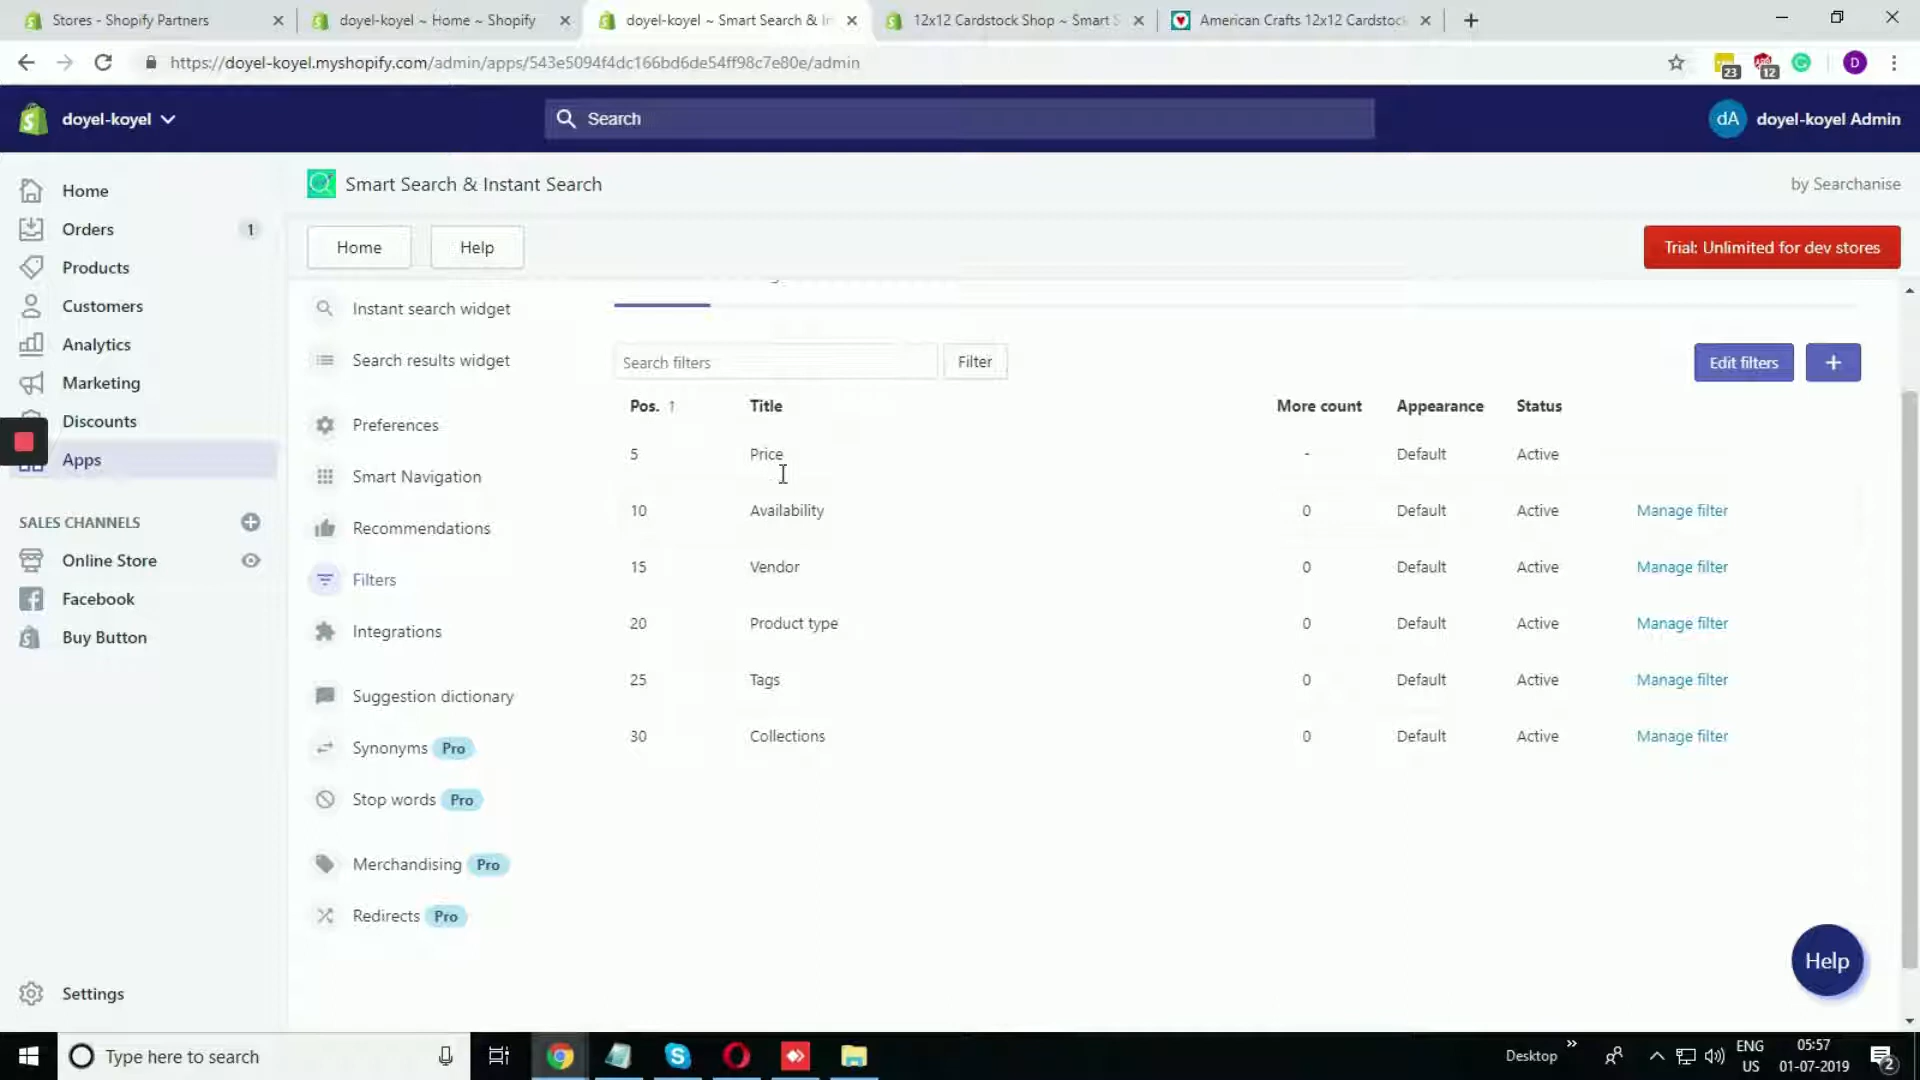 Stores - Shopify Partners
doyel-koyel ~ Home ~ Shopify
doyel-koyel ~ Smart Search & In
12x12 Cardstock Shop ~ Smart S
American Crafts 12x12 Cardstoc
https://doyel-koyel.myshopify.com/admin/apps/543e5094f4dc166bd6de54ff98c7e80e/admin
23
12
D
doyel-koyel
Search
dA
doyel-koyel Admin
Home
Orders
1
Products
Customers
Analytics
Marketing
Discounts
Apps
SALES CHANNELS
Online Store
Facebook
Buy Button
Settings
Smart Search & Instant Search
by Searchanise
Home
Help
Trial: Unlimited for dev stores
Instant search widget
Search results widget
Preferences
Smart Navigation
Recommendations
Filters
Integrations
Suggestion dictionary
Synonyms Pro
Stop words Pro
Merchandising Pro
Redirects Pro
Search filters
Filter
Edit filters
+
Pos. ↑ Title More count Appearance Status
5 Price - Default Active
10 Availability 0 Default Active Manage filter
15 Vendor 0 Default Active Manage filter
20 Product type 0 Default Active Manage filter
25 Tags 0 Default Active Manage filter
30 Collections 0 Default Active Manage filter
Help
Type here to search
Desktop
ENG
US
05:57
01-07-2019
2